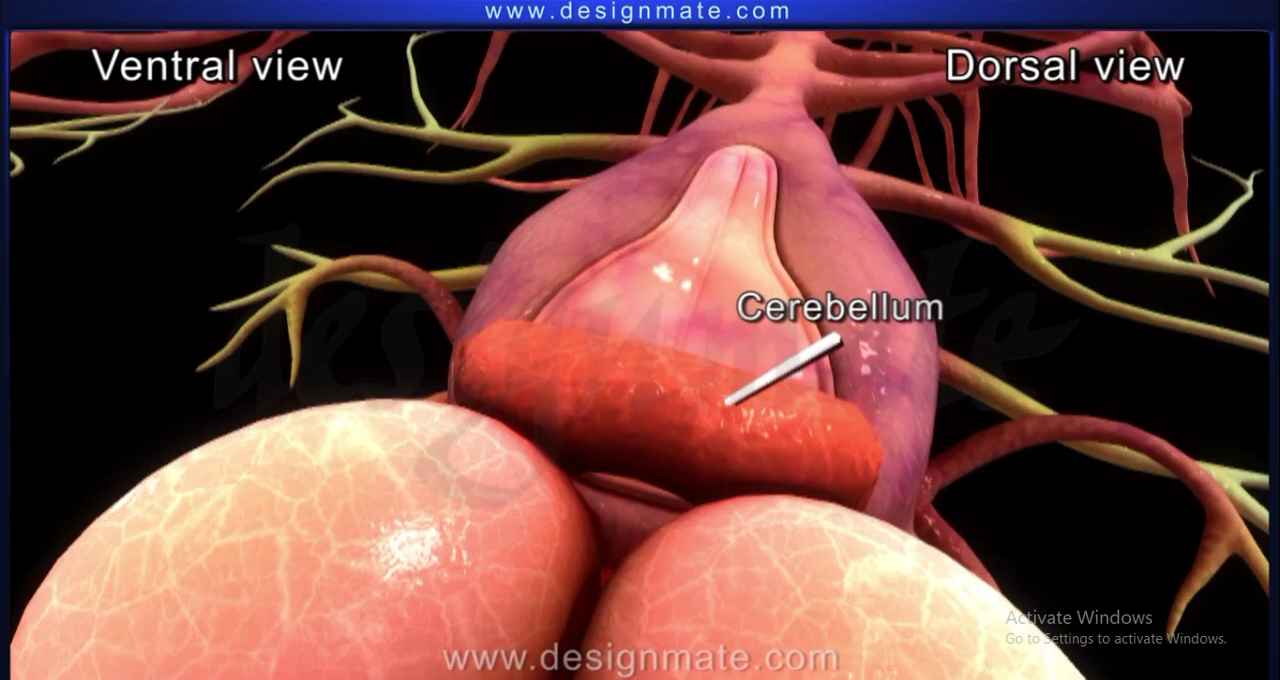 www.designmate.com
Ventral view
Dorsal view
designmate
Cerebellum
Activate Windows
Go to Settings to activate Windows.
www.designmate.com